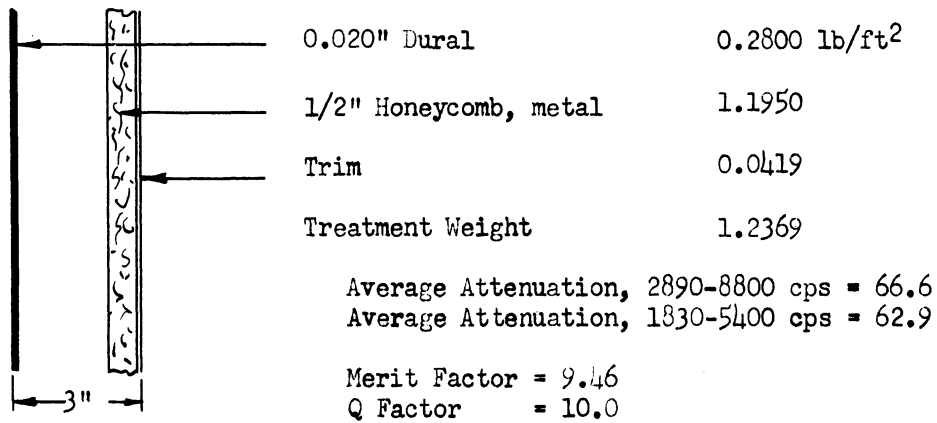 0.020" Dural 0.2800 lb/ft²
1/2" Honeycomb, metal 1.1950
Trim 0.0419
Treatment Weight 1.2369
Average Attenuation, 2890-8800 cps = 66.6
Average Attenuation, 1830-5400 cps = 62.9
Merit Factor = 9.46
Q Factor = 10.0
3"